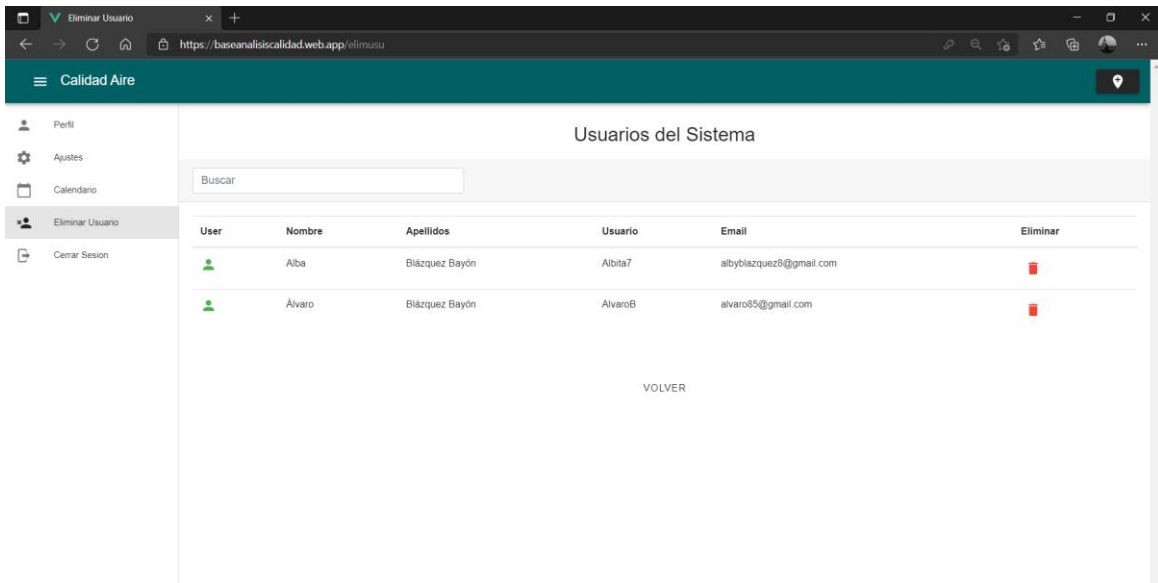 Eliminar Usuario
https://baseanalisiscalidad.web.app/elimusu
Calidad Aire
Perfil
Ajustes
Calendario
Eliminar Usuario
Cerrar Sesion
Usuarios del Sistema
Buscar
User Nombre Apellidos Usuario Email Eliminar
Alba Blázquez Bayón Albita7 albyblazquez8@gmail.com
Álvaro Blázquez Bayón AlvaroB alvaro85@gmail.com
VOLVER